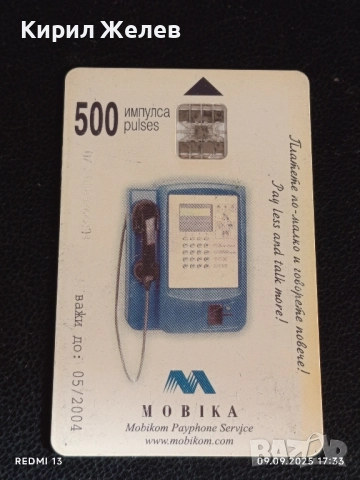 Кирил Желев
500 импулса
pulses
Платете по-малко и говорете повече!
Pay less and talk more!
важи до: 05/2004
MOBIKA
Mobikom Payphone Service
www.mobikom.com
REDMI 13
09.09.2025 17:33